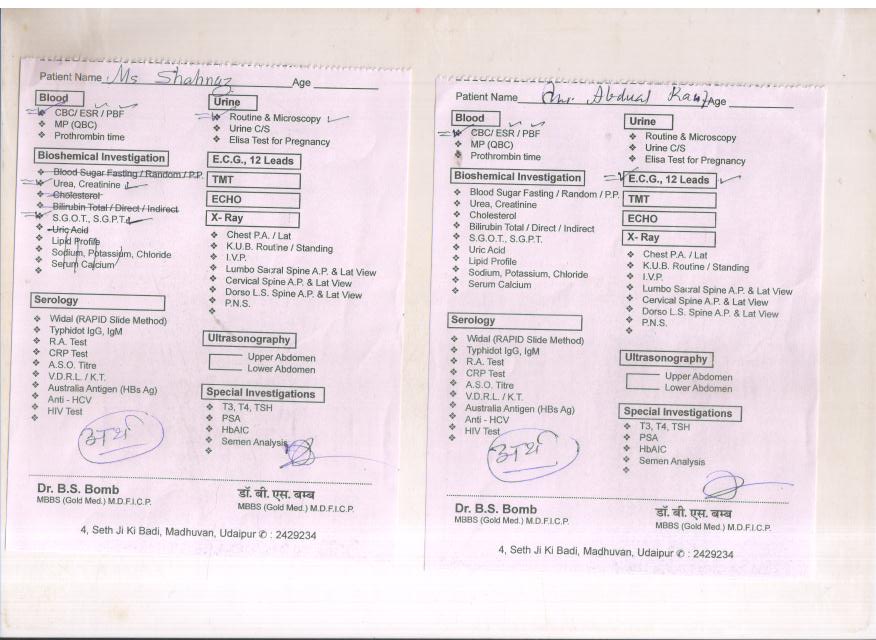 Patient Name Ms Shahnaz Age
Blood
CBC/ ESR / PBF
MP (QBC)
Prothrombin time
Bioshemical Investigation
Blood Sugar Fasting / Random / P.P.
Urea, Creatinine
Cholesterol
Bilirubin Total / Direct / Indirect
S.G.O.T., S.G.P.T.
Uric Acid
Lipid Profile
Sodium, Potassium, Chloride
Serum Calcium
Serology
Widal (RAPID Slide Method)
Typhidot IgG, IgM
R.A. Test
CRP Test
A.S.O. Titre
V.D.R.L. / K.T.
Australia Antigen (HBs Ag)
Anti - HCV
HIV Test
Urine
Routine & Microscopy
Urine C/S
Elisa Test for Pregnancy
E.C.G., 12 Leads
TMT
ECHO
X- Ray
Chest P.A. / Lat
K.U.B. Routine / Standing
I.V.P.
Lumbo Sacral Spine A.P. & Lat View
Cervical Spine A.P. & Lat View
Dorso L.S. Spine A.P. & Lat View
P.N.S.
Ultrasonography
Upper Abdomen
Lower Abdomen
Special Investigations
T3, T4, TSH
PSA
HbAIC
Semen Analysis
Dr. B.S. Bomb
MBBS (Gold Med.) M.D.F.I.C.P.
डॉ. बी. एस. बम्ब
MBBS (Gold Med.) M.D.F.I.C.P.
4, Seth Ji Ki Badi, Madhuvan, Udaipur ✆ : 2429234
Patient Name Abdual Age
Blood
CBC/ ESR / PBF
MP (QBC)
Prothrombin time
Bioshemical Investigation
Blood Sugar Fasting / Random / P.P.
Urea, Creatinine
Cholesterol
Bilirubin Total / Direct / Indirect
S.G.O.T., S.G.P.T.
Uric Acid
Lipid Profile
Sodium, Potassium, Chloride
Serum Calcium
Serology
Widal (RAPID Slide Method)
Typhidot IgG, IgM
R.A. Test
CRP Test
A.S.O. Titre
V.D.R.L. / K.T.
Australia Antigen (HBs Ag)
Anti - HCV
HIV Test
Urine
Routine & Microscopy
Urine C/S
Elisa Test for Pregnancy
E.C.G., 12 Leads
TMT
ECHO
X- Ray
Chest P.A. / Lat
K.U.B. Routine / Standing
I.V.P.
Lumbo Sacral Spine A.P. & Lat View
Cervical Spine A.P. & Lat View
Dorso L.S. Spine A.P. & Lat View
P.N.S.
Ultrasonography
Upper Abdomen
Lower Abdomen
Special Investigations
T3, T4, TSH
PSA
HbAIC
Semen Analysis
Dr. B.S. Bomb
MBBS (Gold Med.) M.D.F.I.C.P.
डॉ. बी. एस. बम्ब
MBBS (Gold Med.) M.D.F.I.C.P.
4, Seth Ji Ki Badi, Madhuvan, Udaipur ✆ : 2429234